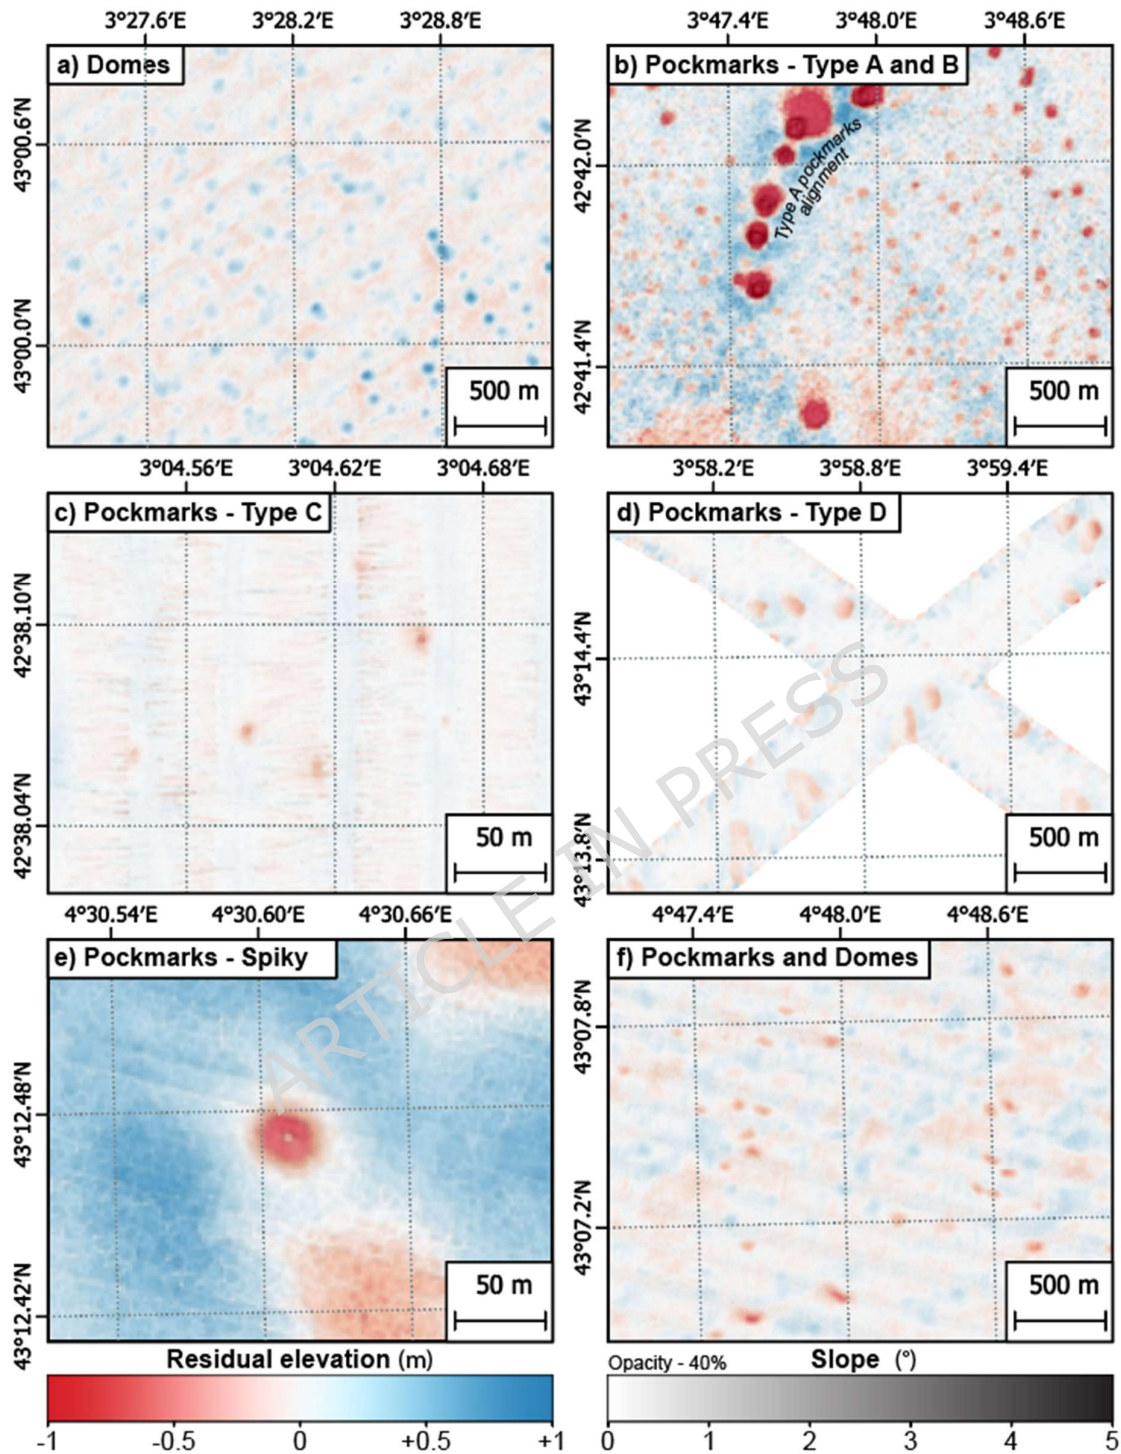 3°27.6′E 3°28.2′E 3°28.8′E
3°47.4′E 3°48.0′E 3°48.6′E
a) Domes
43°00.6′N
43°00.0′N
500 m
b) Pockmarks - Type A and B
42°42.0′N
42°41.4′N
Type A pockmarks
alignment
500 m
3°04.56′E 3°04.62′E 3°04.68′E
3°58.2′E 3°58.8′E 3°59.4′E
c) Pockmarks - Type C
42°38.10′N
42°38.04′N
50 m
d) Pockmarks - Type D
43°14.4′N
43°13.8′N
500 m
4°30.54′E 4°30.60′E 4°30.66′E
4°47.4′E 4°48.0′E 4°48.6′E
e) Pockmarks - Spiky
43°12.48′N
43°12.42′N
50 m
f) Pockmarks and Domes
43°07.8′N
43°07.2′N
500 m
ARTICLE IN PRESS
Residual elevation (m)
-1 -0.5 0 +0.5 +1
Opacity - 40% Slope (°)
0 1 2 3 4 5